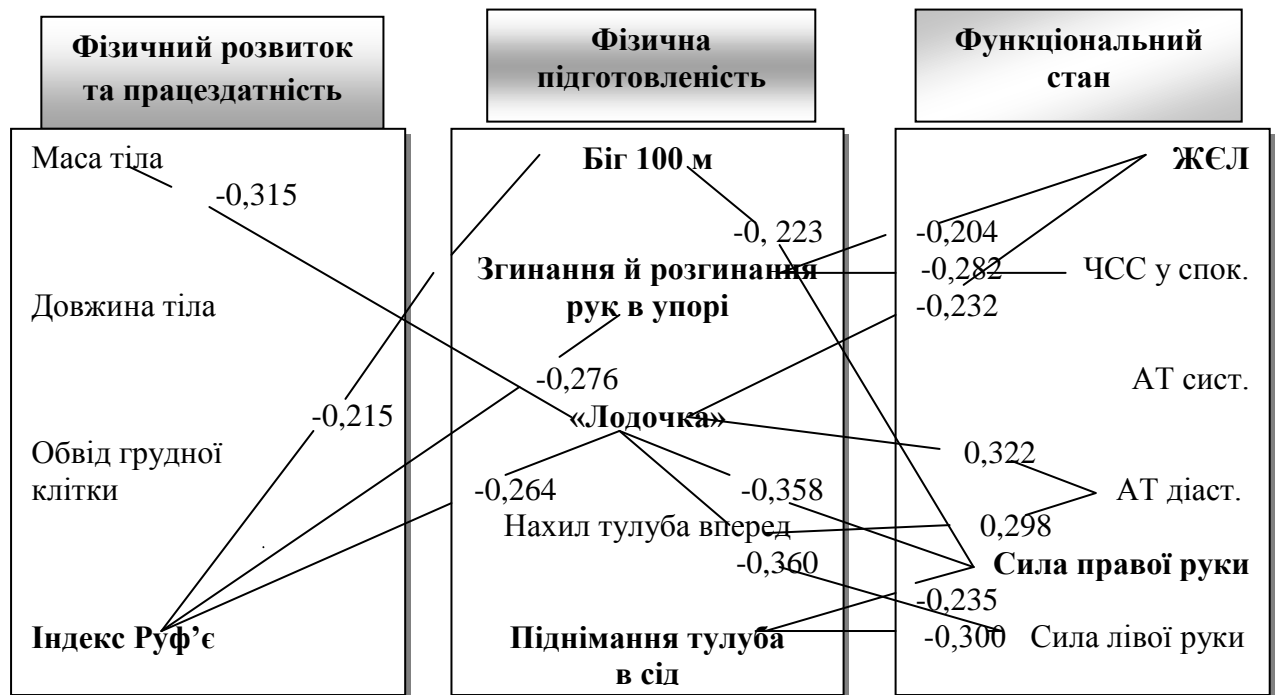 Фізичний розвиток
та працездатність
Фізична
підготовленість
Функціональний
стан
Маса тіла
-0,315
Довжина тіла
-0,215
Обвід грудної
клітки
Індекс Руф’є
Біг 100 м
-0, 223
Згинання й розгинання
рук в упорі
-0,276
«Лодочка»
-0,264
-0,358
Нахил тулуба вперед
-0,360
Піднімання тулуба
в сід
ЖЄЛ
-0,204
-0,282
ЧСС у спок.
-0,232
АТ сист.
0,322
АТ діаст.
0,298
Сила правої руки
-0,235
-0,300
Сила лівої руки